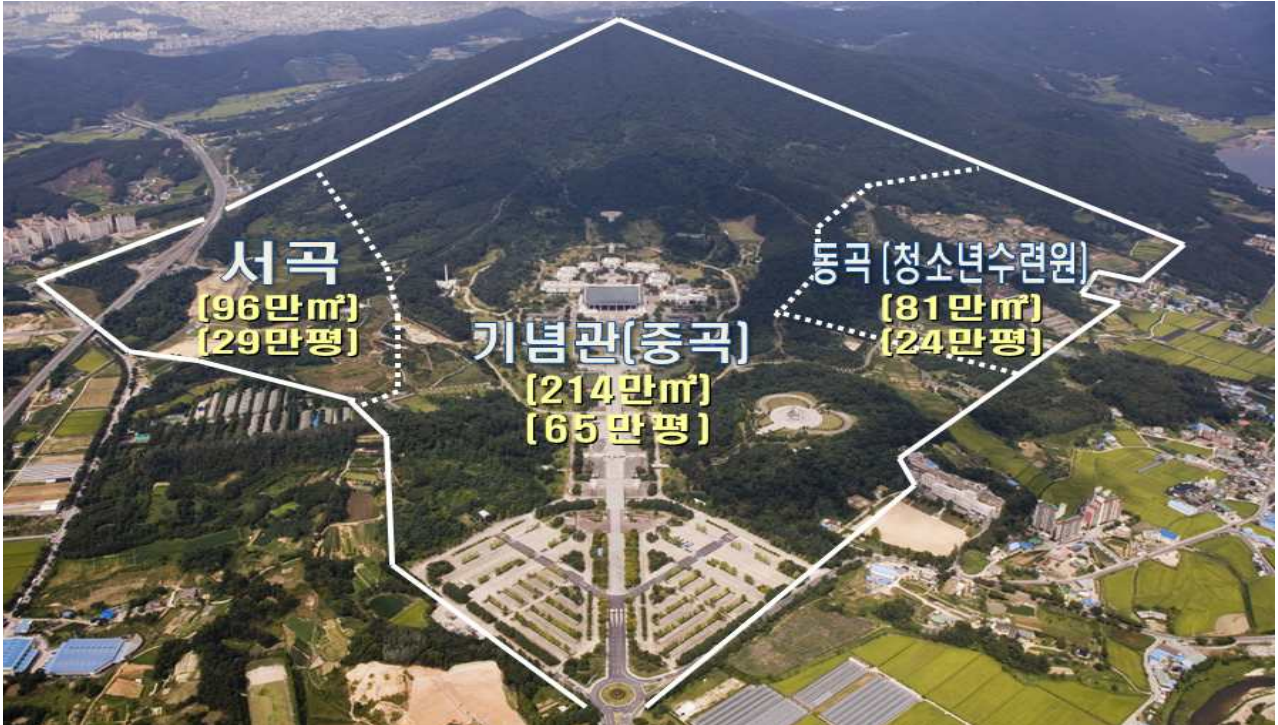 서곡
(96만㎡)
(29만평)
기념관(중곡)
(214만㎡)
(65만평)
동곡(청소년수련원)
(81만㎡)
(24만평)